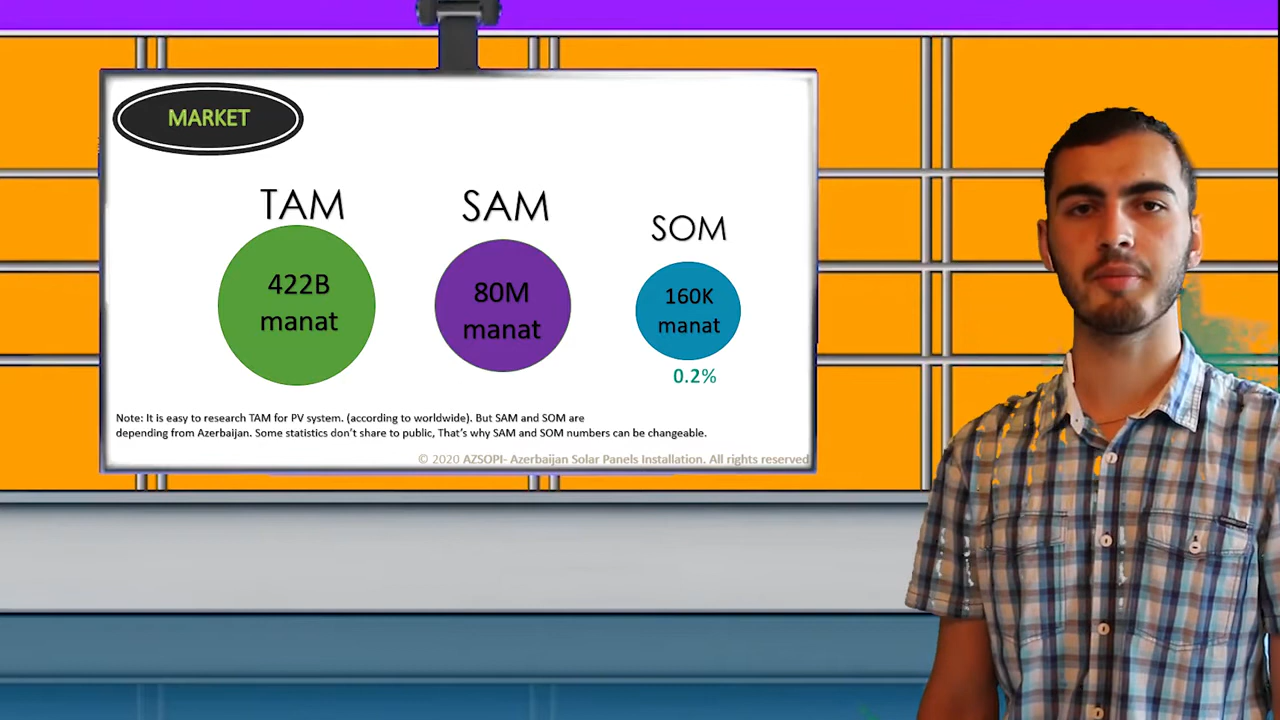 MARKET
TAM
SAM
SOM
422B
manat
80M
manat
160K
manat
0.2%
Note: It is easy to research TAM for PV system. (according to worldwide). But SAM and SOM are
depending from Azerbaijan. Some statistics don't share to public, That's why SAM and SOM numbers can be changeable.
© 2020 AZSOPI- Azerbaijan Solar Panels Installation. All rights reserved